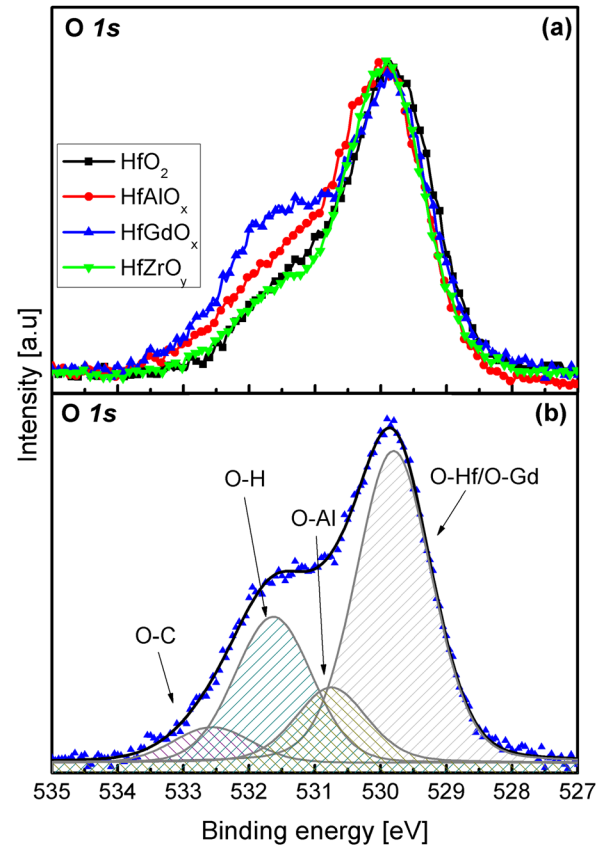 O 1s
(a)
HfO₂
HfAlOₓ
HfGdOₓ
HfZrOᵧ
Intensity [a.u]
O 1s
(b)
O-H
O-Hf/O-Gd
O-Al
O-C
535 534 533 532 531 530 529 528 527
Binding energy [eV]